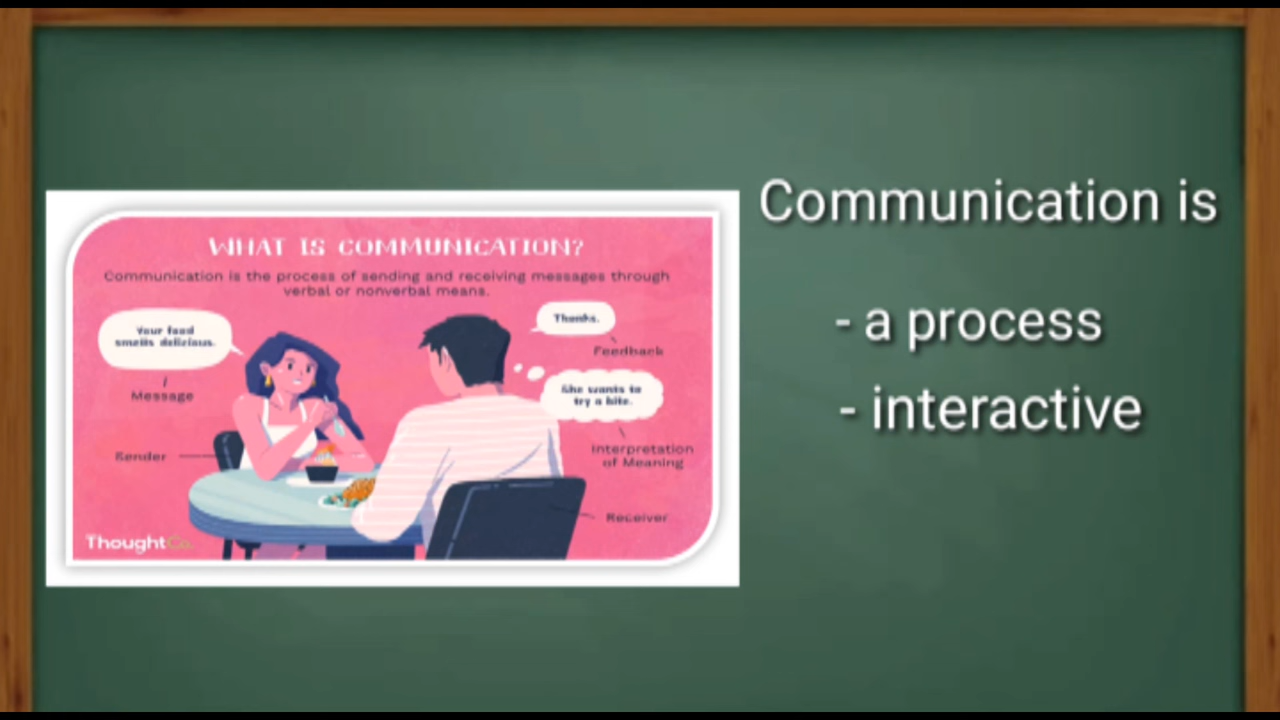 WHAT IS COMMUNICATION?
Communication is the process of sending and receiving messages through
verbal or nonverbal means.
Your food
smells delicious.
Message
Sender
Thanks.
Feedback
She wants to
try a bite.
Interpretation
of Meaning
Receiver
ThoughtCo.
Communication is
- a process
- interactive